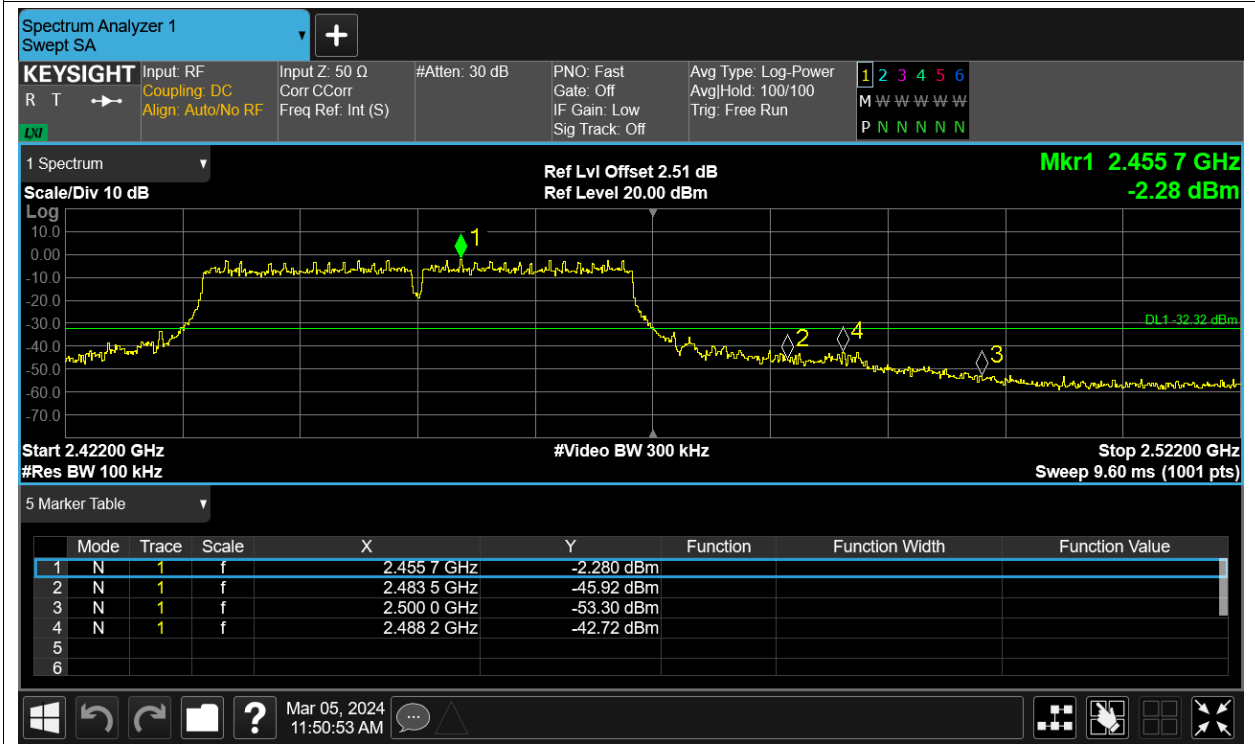 Spectrum Analyzer 1
Swept SA
+
KEYSIGHT
R T
LXI
Input: RF
Coupling: DC
Align: Auto/No RF
Input Z: 50 Ω
Corr CCorr
Freq Ref: Int (S)
#Atten: 30 dB
PNO: Fast
Gate: Off
IF Gain: Low
Sig Track: Off
Avg Type: Log-Power
Avg|Hold: 100/100
Trig: Free Run
1 2 3 4 5 6
M W W W W W
P N N N N N
1 Spectrum
Scale/Div 10 dB
Ref Lvl Offset 2.51 dB
Ref Level 20.00 dBm
Mkr1 2.455 7 GHz
-2.28 dBm
Log
10.0
0.00
-10.0
-20.0
-30.0
-40.0
-50.0
-60.0
-70.0
1
2
4
3
DL1 -32.32 dBm
Start 2.42200 GHz
#Res BW 100 kHz
#Video BW 300 kHz
Stop 2.52200 GHz
Sweep 9.60 ms (1001 pts)
5 Marker Table
Mode Trace Scale X Y Function Function Width Function Value
1 N 1 f 2.455 7 GHz -2.280 dBm
2 N 1 f 2.483 5 GHz -45.92 dBm
3 N 1 f 2.500 0 GHz -53.30 dBm
4 N 1 f 2.488 2 GHz -42.72 dBm
5
6
?
Mar 05, 2024
11:50:53 AM